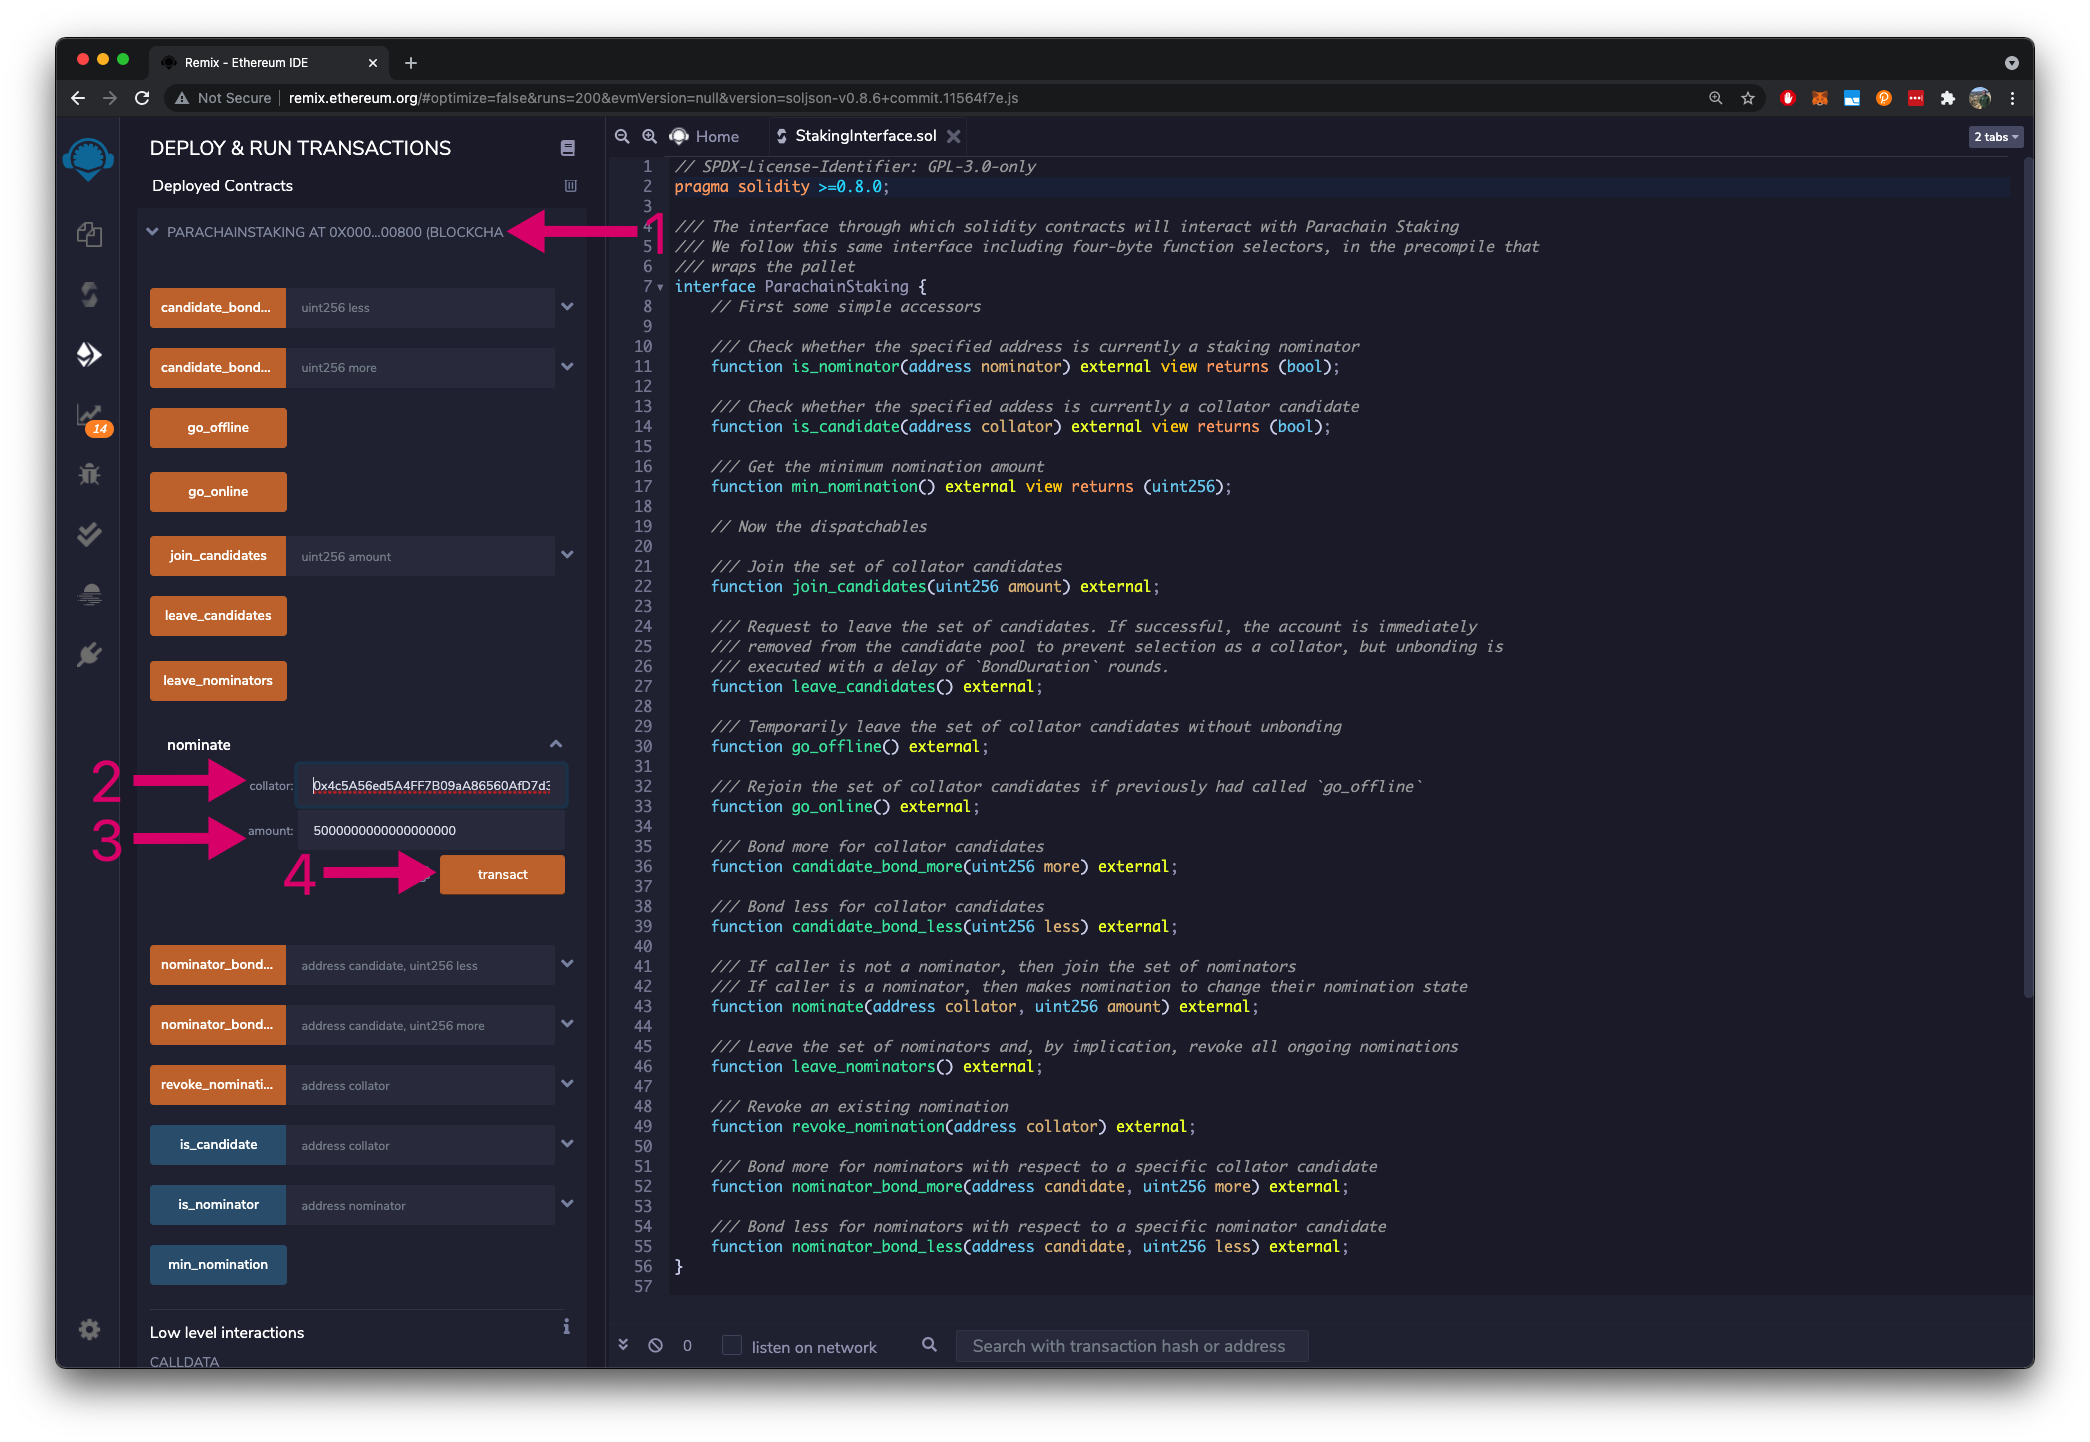 Remix - Ethereum IDE
Not Secure | remix.ethereum.org/#optimize=false&runs=200&evmVersion=null&version=soljson-v0.8.6+commit.11564f7e.js
DEPLOY & RUN TRANSACTIONS
Deployed Contracts
PARACHAINSTAKING AT 0X000...00800 (BLOCKCHA
1
candidate_bond... uint256 less
candidate_bond... uint256 more
go_offline
14
go_online
join_candidates uint256 amount
leave_candidates
leave_nominators
nominate
2 collator: 0x4c5A56ed5A4FF7B09aA86560AfD7d3
3 amount: 5000000000000000000
4 transact
nominator_bond... address candidate, uint256 less
nominator_bond... address candidate, uint256 more
revoke_nominati... address collator
is_candidate address collator
is_nominator address nominator
min_nomination
Low level interactions
CALLDATA
Home StakingInterface.sol 2 tabs
1 // SPDX-License-Identifier: GPL-3.0-only
2 pragma solidity >=0.8.0;
3
4 /// The interface through which solidity contracts will interact with Parachain Staking
5 /// We follow this same interface including four-byte function selectors, in the precompile that
6 /// wraps the pallet
7 interface ParachainStaking {
8 // First some simple accessors
9
10 /// Check whether the specified address is currently a staking nominator
11 function is_nominator(address nominator) external view returns (bool);
12
13 /// Check whether the specified addess is currently a collator candidate
14 function is_candidate(address collator) external view returns (bool);
15
16 /// Get the minimum nomination amount
17 function min_nomination() external view returns (uint256);
18
19 // Now the dispatchables
20
21 /// Join the set of collator candidates
22 function join_candidates(uint256 amount) external;
23
24 /// Request to leave the set of candidates. If successful, the account is immediately
25 /// removed from the candidate pool to prevent selection as a collator, but unbonding is
26 /// executed with a delay of `BondDuration` rounds.
27 function leave_candidates() external;
28
29 /// Temporarily leave the set of collator candidates without unbonding
30 function go_offline() external;
31
32 /// Rejoin the set of collator candidates if previously had called `go_offline`
33 function go_online() external;
34
35 /// Bond more for collator candidates
36 function candidate_bond_more(uint256 more) external;
37
38 /// Bond less for collator candidates
39 function candidate_bond_less(uint256 less) external;
40
41 /// If caller is not a nominator, then join the set of nominators
42 /// If caller is a nominator, then makes nomination to change their nomination state
43 function nominate(address collator, uint256 amount) external;
44
45 /// Leave the set of nominators and, by implication, revoke all ongoing nominations
46 function leave_nominators() external;
47
48 /// Revoke an existing nomination
49 function revoke_nomination(address collator) external;
50
51 /// Bond more for nominators with respect to a specific collator candidate
52 function nominator_bond_more(address candidate, uint256 more) external;
53
54 /// Bond less for nominators with respect to a specific nominator candidate
55 function nominator_bond_less(address candidate, uint256 less) external;
56 }
57
0 listen on network Search with transaction hash or address